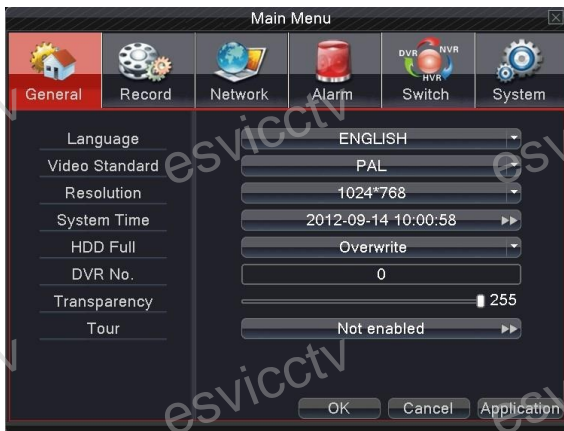 Main Menu
DVR NVR
HVR
General Record Network Alarm Switch System
Language ENGLISH
Video Standard PAL
Resolution 1024*768
System Time 2012-09-14 10:00:58
HDD Full Overwrite
DVR No. 0
Transparency 255
Tour Not enabled
OK Cancel Application
esvicctv
esvicctv